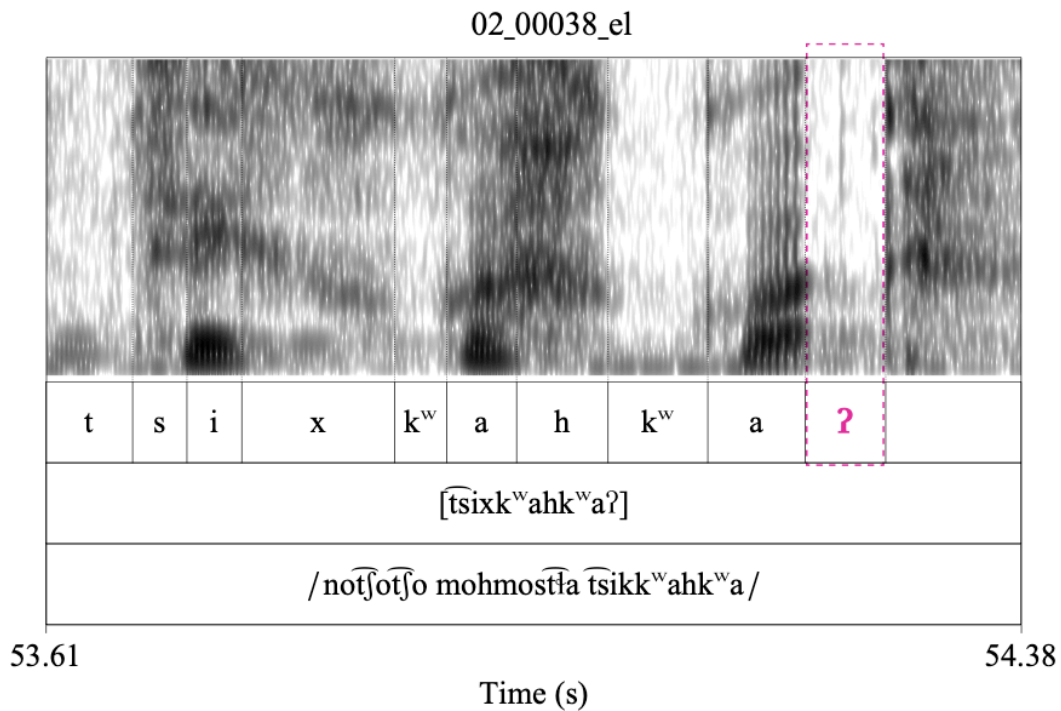 02_00038_el
t s i x kʷ a h kʷ a ʔ
[t͡sixkʷahkʷaʔ]
/not͡ʃot͡ʃo mohmost͡ɬa t͡sikkʷahkʷa/
53.61 54.38
Time (s)